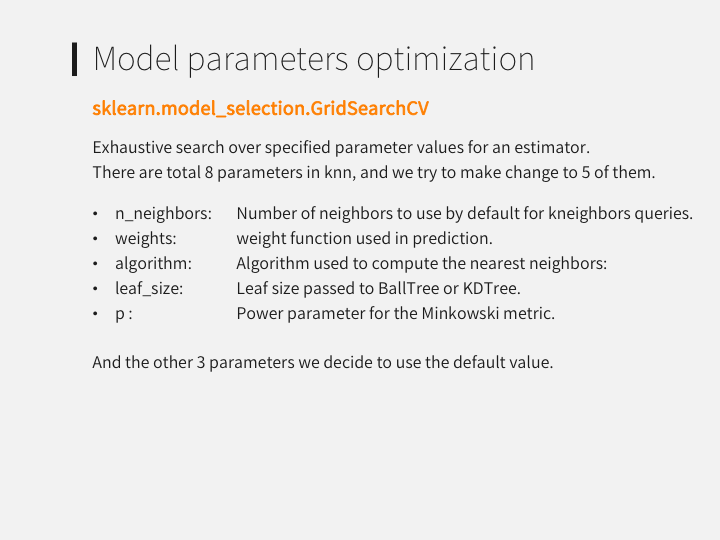 Model parameters optimization
sklearn.model_selection.GridSearchCV
Exhaustive search over specified parameter values for an estimator.
There are total 8 parameters in knn, and we try to make change to 5 of them.
• n_neighbors: Number of neighbors to use by default for kneighbors queries.
• weights: weight function used in prediction.
• algorithm: Algorithm used to compute the nearest neighbors:
• leaf_size: Leaf size passed to BallTree or KDTree.
• p : Power parameter for the Minkowski metric.
And the other 3 parameters we decide to use the default value.